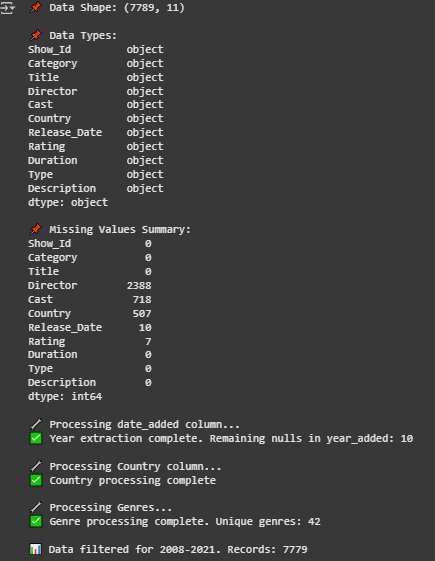 📌 Data Shape: (7789, 11)
📌 Data Types:
Show_Id object
Category object
Title object
Director object
Cast object
Country object
Release_Date object
Rating object
Duration object
Type object
Description object
dtype: object
📌 Missing Values Summary:
Show_Id 0
Category 0
Title 0
Director 2388
Cast 718
Country 507
Release_Date 10
Rating 7
Duration 0
Type 0
Description 0
dtype: int64
🔧 Processing date_added column...
✅ Year extraction complete. Remaining nulls in year_added: 10
🔧 Processing Country column...
✅ Country processing complete
🔧 Processing Genres...
✅ Genre processing complete. Unique genres: 42
📊 Data filtered for 2008-2021. Records: 7779